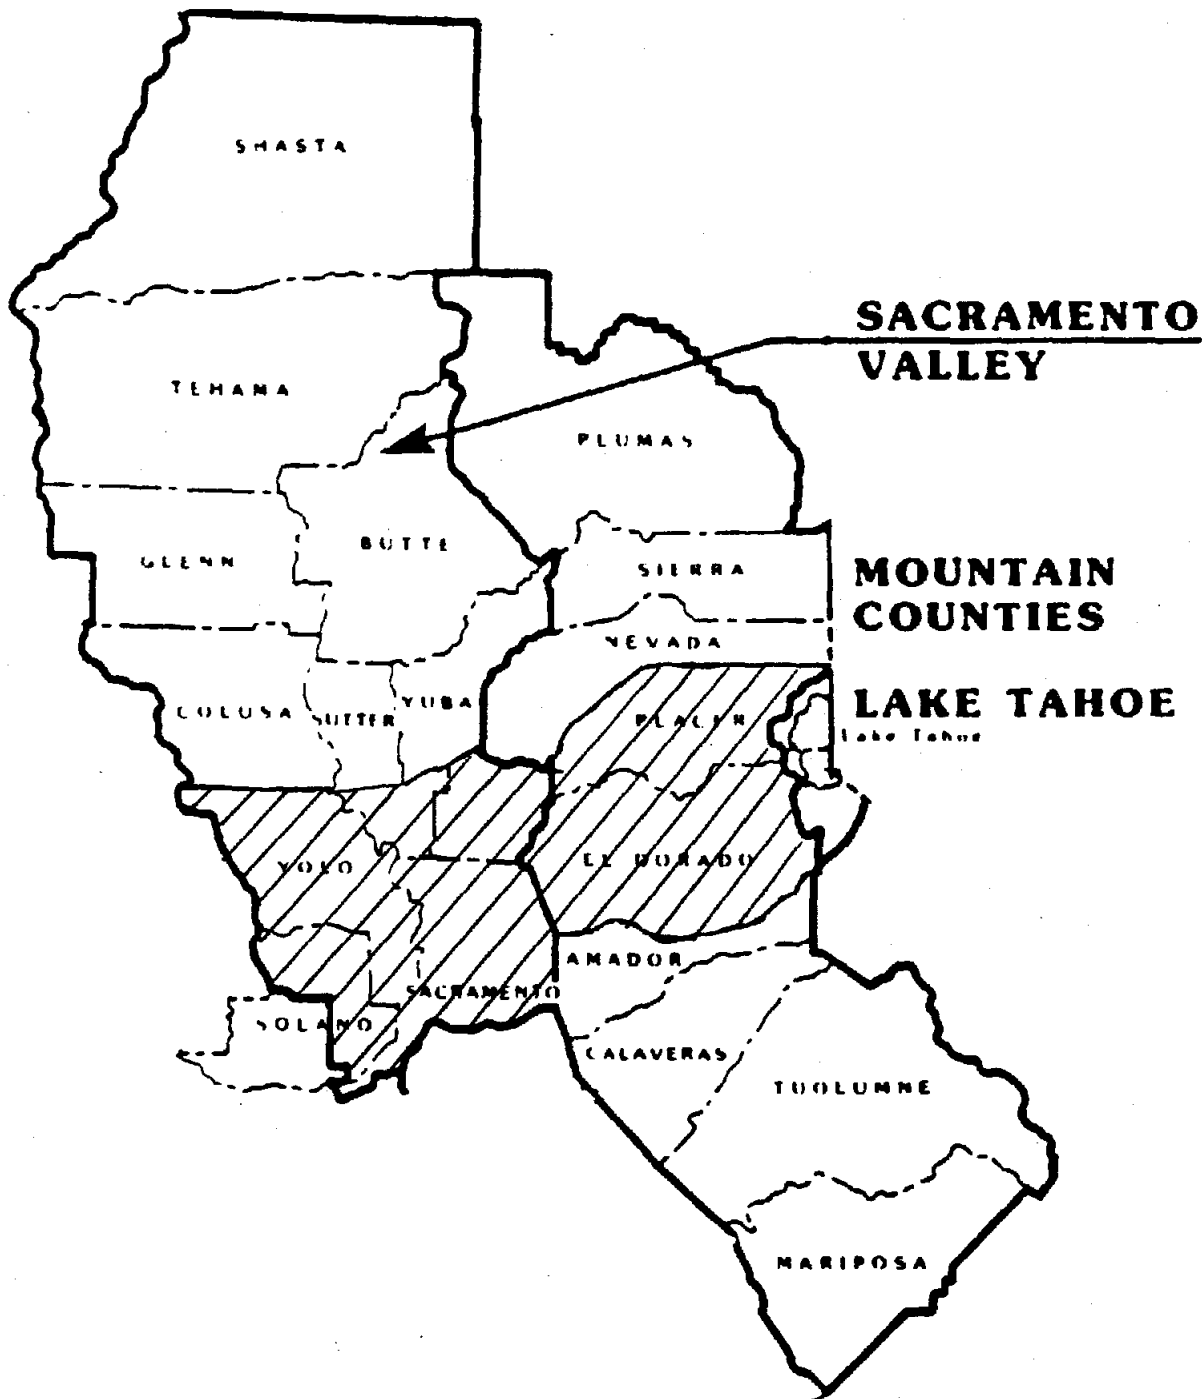 SHASTA
SACRAMENTO
VALLEY
TEHAMA
PLUMAS
BUTTE
GLENN
SIERRA
MOUNTAIN
COUNTIES
NEVADA
COLUSA
SUTTER
YUBA
PLACER
LAKE TAHOE
Lake Tahoe
YOLO
EL DORADO
AMADOR
SACRAMENTO
SOLANO
CALAVERAS
TUOLUMNE
MARIPOSA